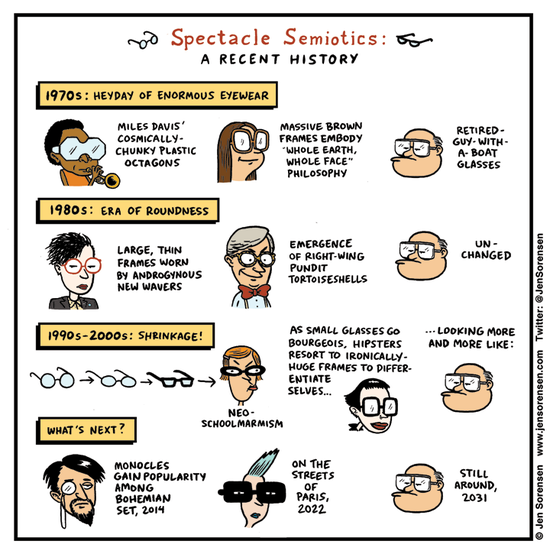 Spectacle Semiotics:
A RECENT HISTORY
1970s: HEYDAY OF ENORMOUS EYEWEAR
MILES DAVIS'
COSMICALLY-
CHUNKY PLASTIC
OCTAGONS
MASSIVE BROWN
FRAMES EMBODY
"WHOLE EARTH,
WHOLE FACE"
PHILOSOPHY
RETIRED-
GUY-WITH-
A-BOAT
GLASSES
1980s: ERA OF ROUNDNESS
LARGE, THIN
FRAMES WORN
BY ANDROGYNOUS
NEW WAVERS
EMERGENCE
OF RIGHT-WING
PUNDIT
TORTOISESHELLS
UN-
CHANGED
1990s-2000s: SHRINKAGE!
NEO-
SCHOOLMARMISM
AS SMALL GLASSES GO
BOURGEOIS, HIPSTERS
RESORT TO IRONICALLY-
HUGE FRAMES TO DIFFER-
ENTIATE
SELVES...
...LOOKING MORE
AND MORE LIKE:
WHAT'S NEXT?
MONOCLES
GAIN POPULARITY
AMONG
BOHEMIAN
SET, 2014
ON THE
STREETS
OF
PARIS,
2022
STILL
AROUND,
2031
© Jen Sorensen www.jensorensen.com Twitter: @JenSorensen